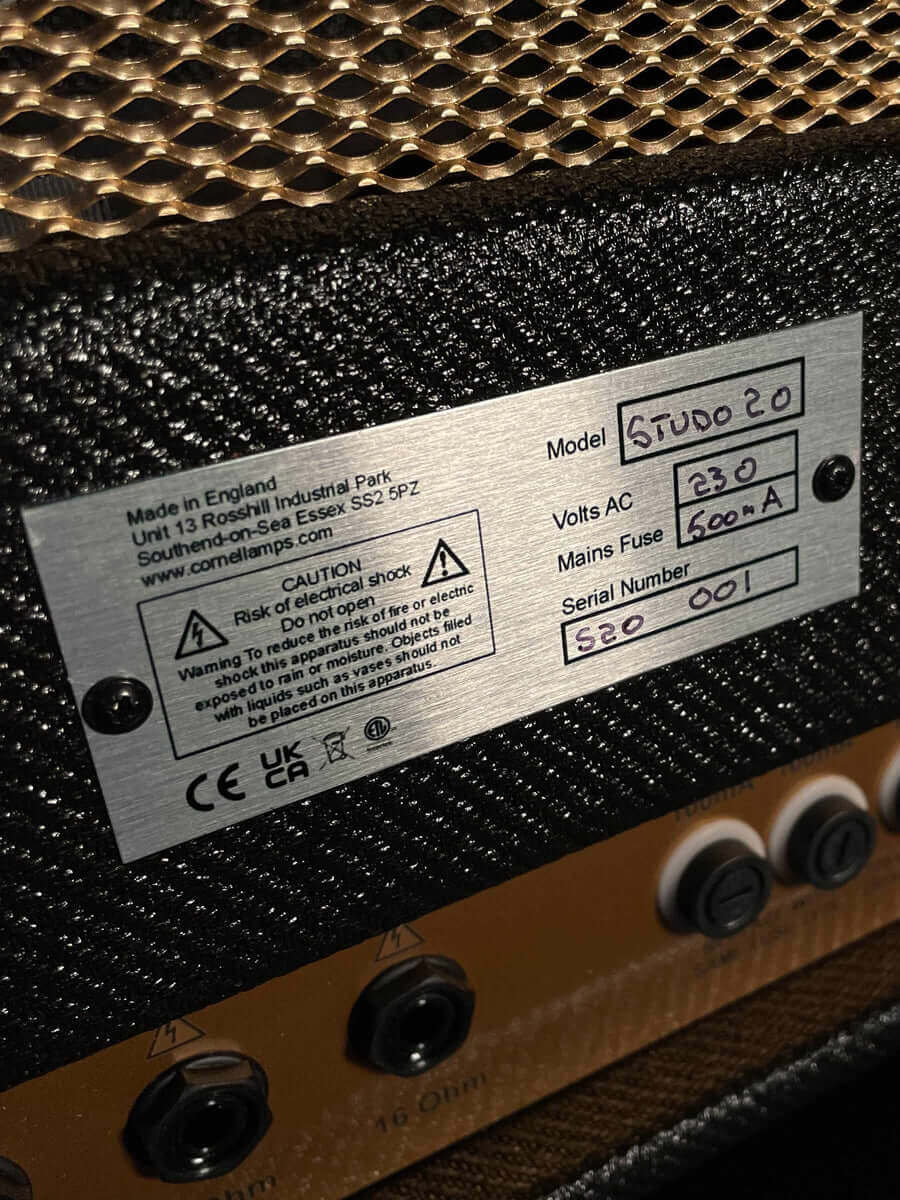 Made in England
Unit 13 Rosshill Industrial Park
Southend-on-Sea Essex SS2 5PZ
www.cornellamps.com
CAUTION
Risk of electrical shock
Do not open
Warning To reduce the risk of fire or electric
shock this apparatus should not be
exposed to rain or moisture. Objects filled
with liquids such as vases should not
be placed on this apparatus.
CE UK
CA ETL
Model STUDO 20
Volts AC 230
Mains Fuse 500mA
Serial Number
S20 001
16 Ohm